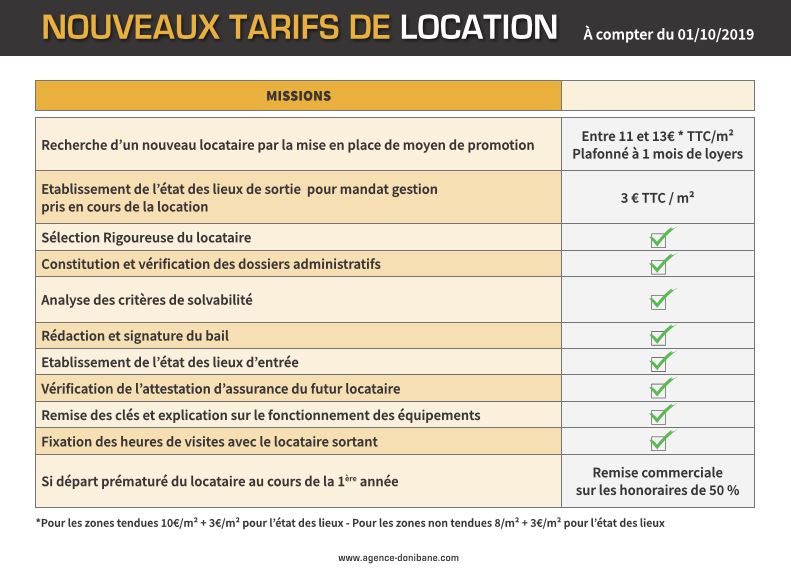 NOUVEAUX TARIFS DE LOCATION À compter du 01/10/2019
MISSIONS
Recherche d'un nouveau locataire par la mise en place de moyen de promotion
Entre 11 et 13€ * TTC/m²
Plafonné à 1 mois de loyers
Etablissement de l'état des lieux de sortie pour mandat gestion
pris en cours de la location
3 € TTC / m²
Sélection Rigoureuse du locataire
Constitution et vérification des dossiers administratifs
Analyse des critères de solvabilité
Rédaction et signature du bail
Etablissement de l'état des lieux d'entrée
Vérification de l'attestation d'assurance du futur locataire
Remise des clés et explication sur le fonctionnement des équipements
Fixation des heures de visites avec le locataire sortant
Si départ prématuré du locataire au cours de la 1ère année
Remise commerciale
sur les honoraires de 50 %
*Pour les zones tendues 10€/m² + 3€/m² pour l'état des lieux - Pour les zones non tendues 8/m² + 3€/m² pour l'état des lieux
www.agence-donibane.com